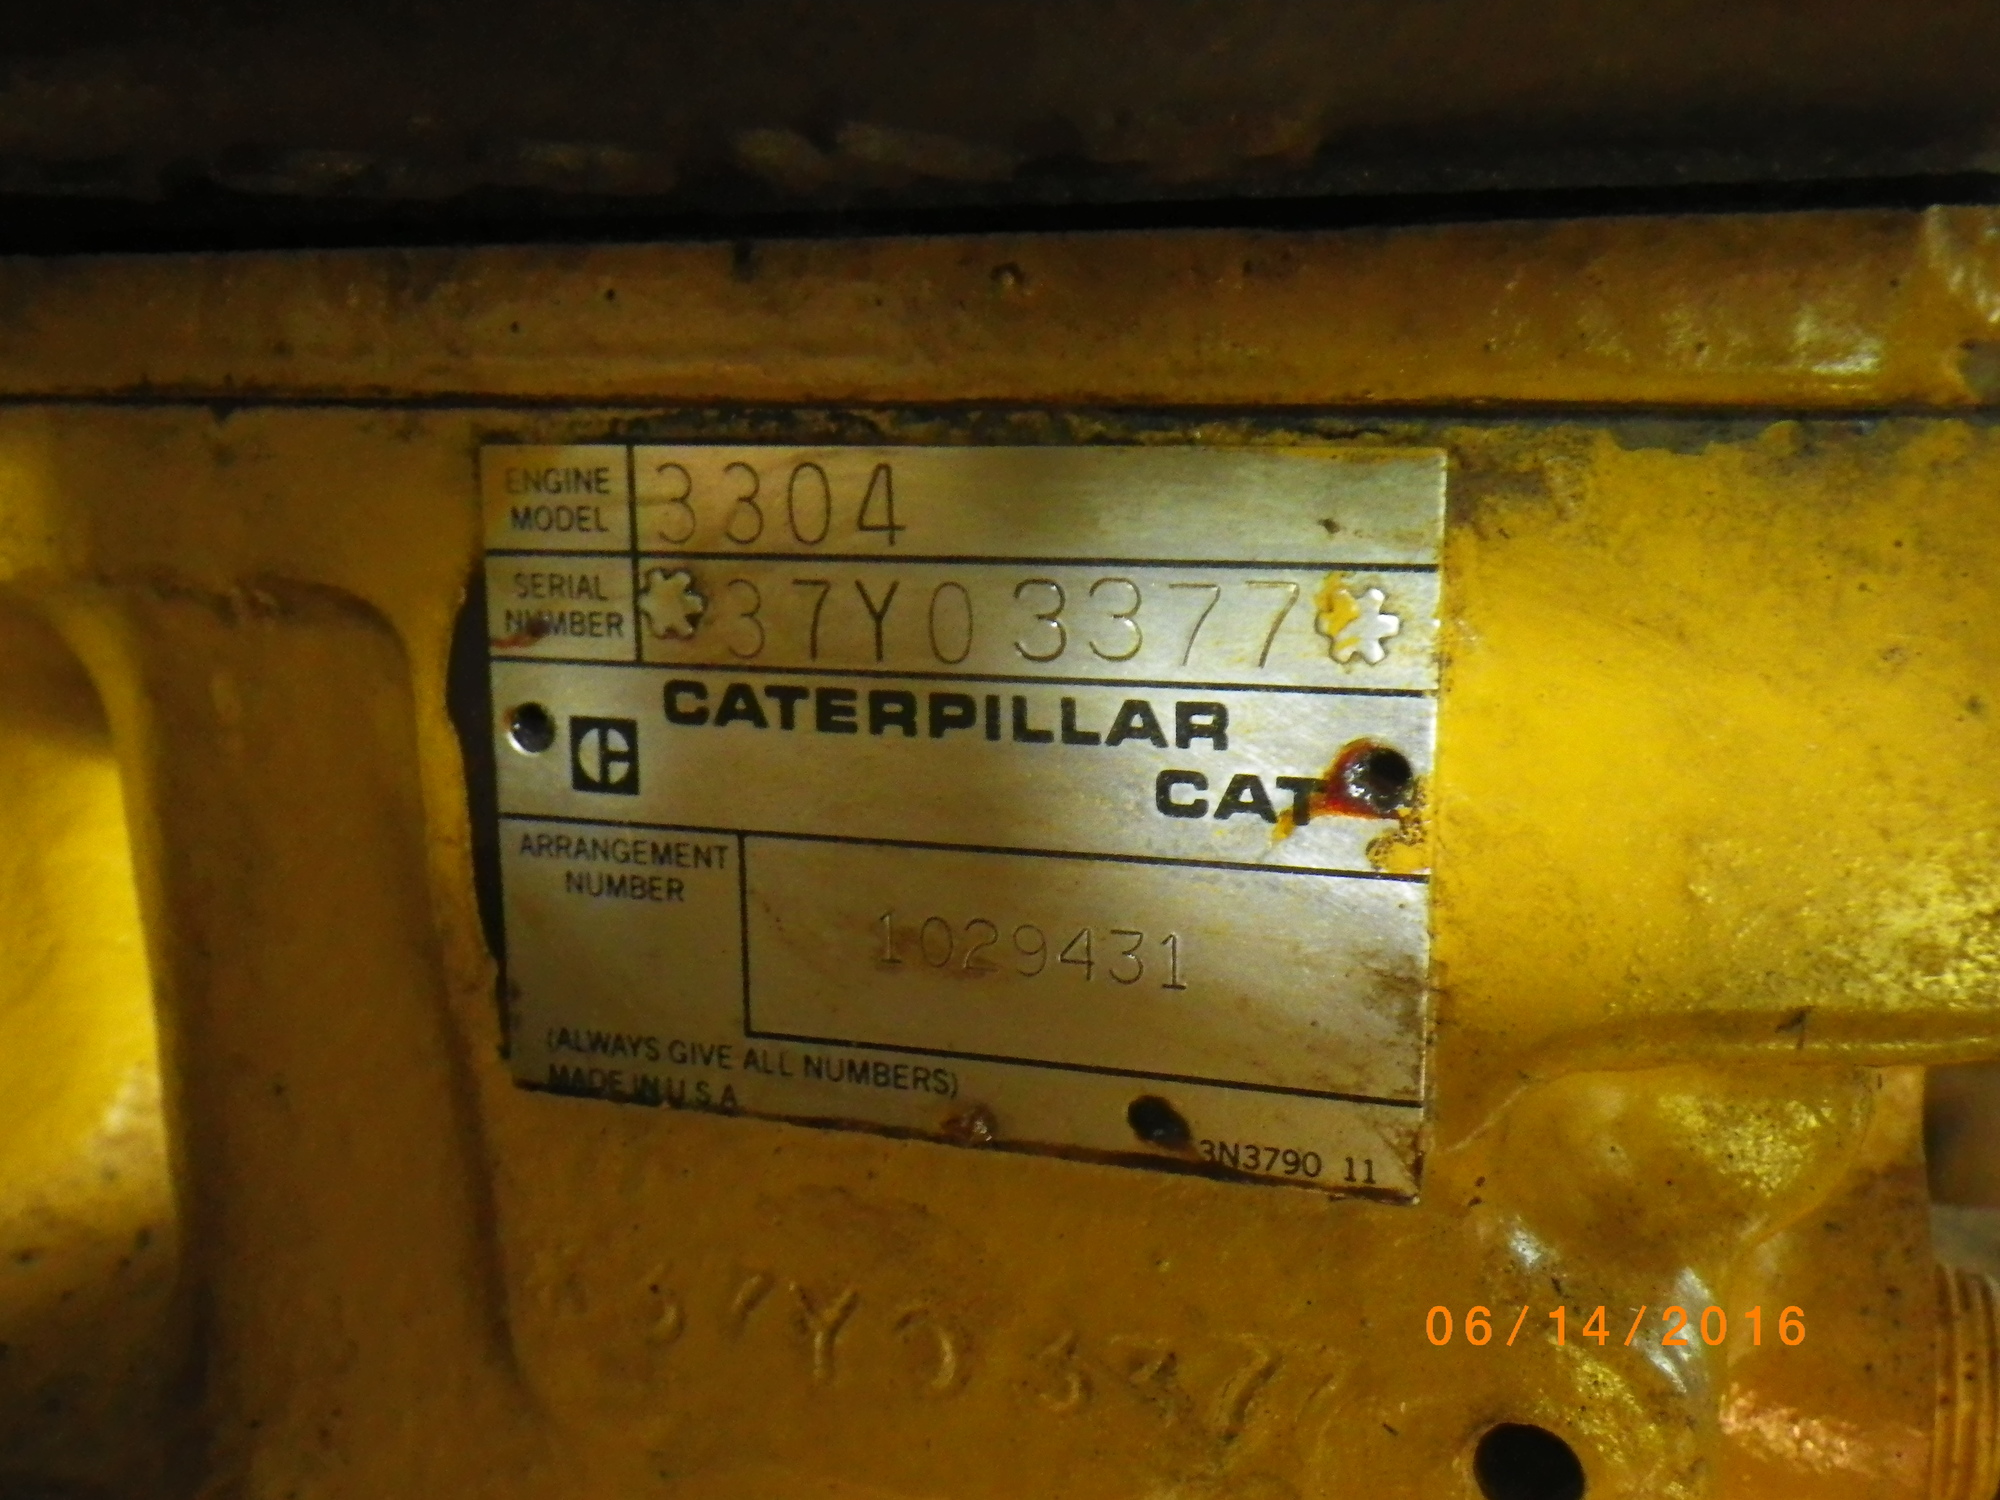 ENGINE MODEL 3304
SERIAL NUMBER 37Y03377
CATERPILLAR
CAT
ARRANGEMENT NUMBER
1029431
(ALWAYS GIVE ALL NUMBERS)
MADE IN U.S.A
3N3790 11
37Y0337
06/14/2016